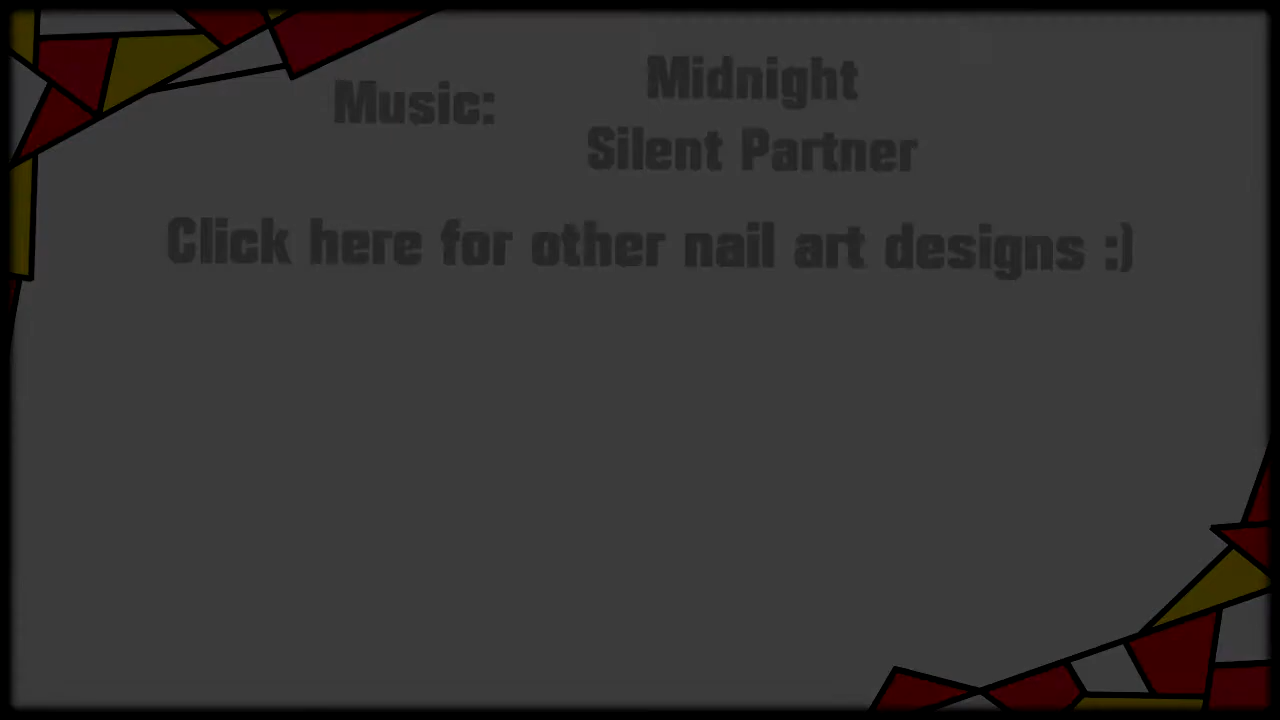 Music:
Midnight
Silent Partner
Click here for other nail art designs :)